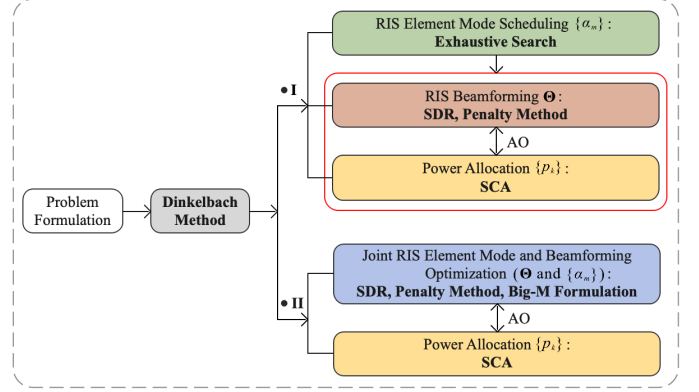 RIS Element Mode Scheduling {αₘ} :
Exhaustive Search
• I
RIS Beamforming Θ:
SDR, Penalty Method
AO
Power Allocation {pₖ} :
SCA
Problem
Formulation
Dinkelbach
Method
Joint RIS Element Mode and Beamforming
Optimization (Θ and {αₘ}):
SDR, Penalty Method, Big-M Formulation
• II
AO
Power Allocation {pₖ} :
SCA